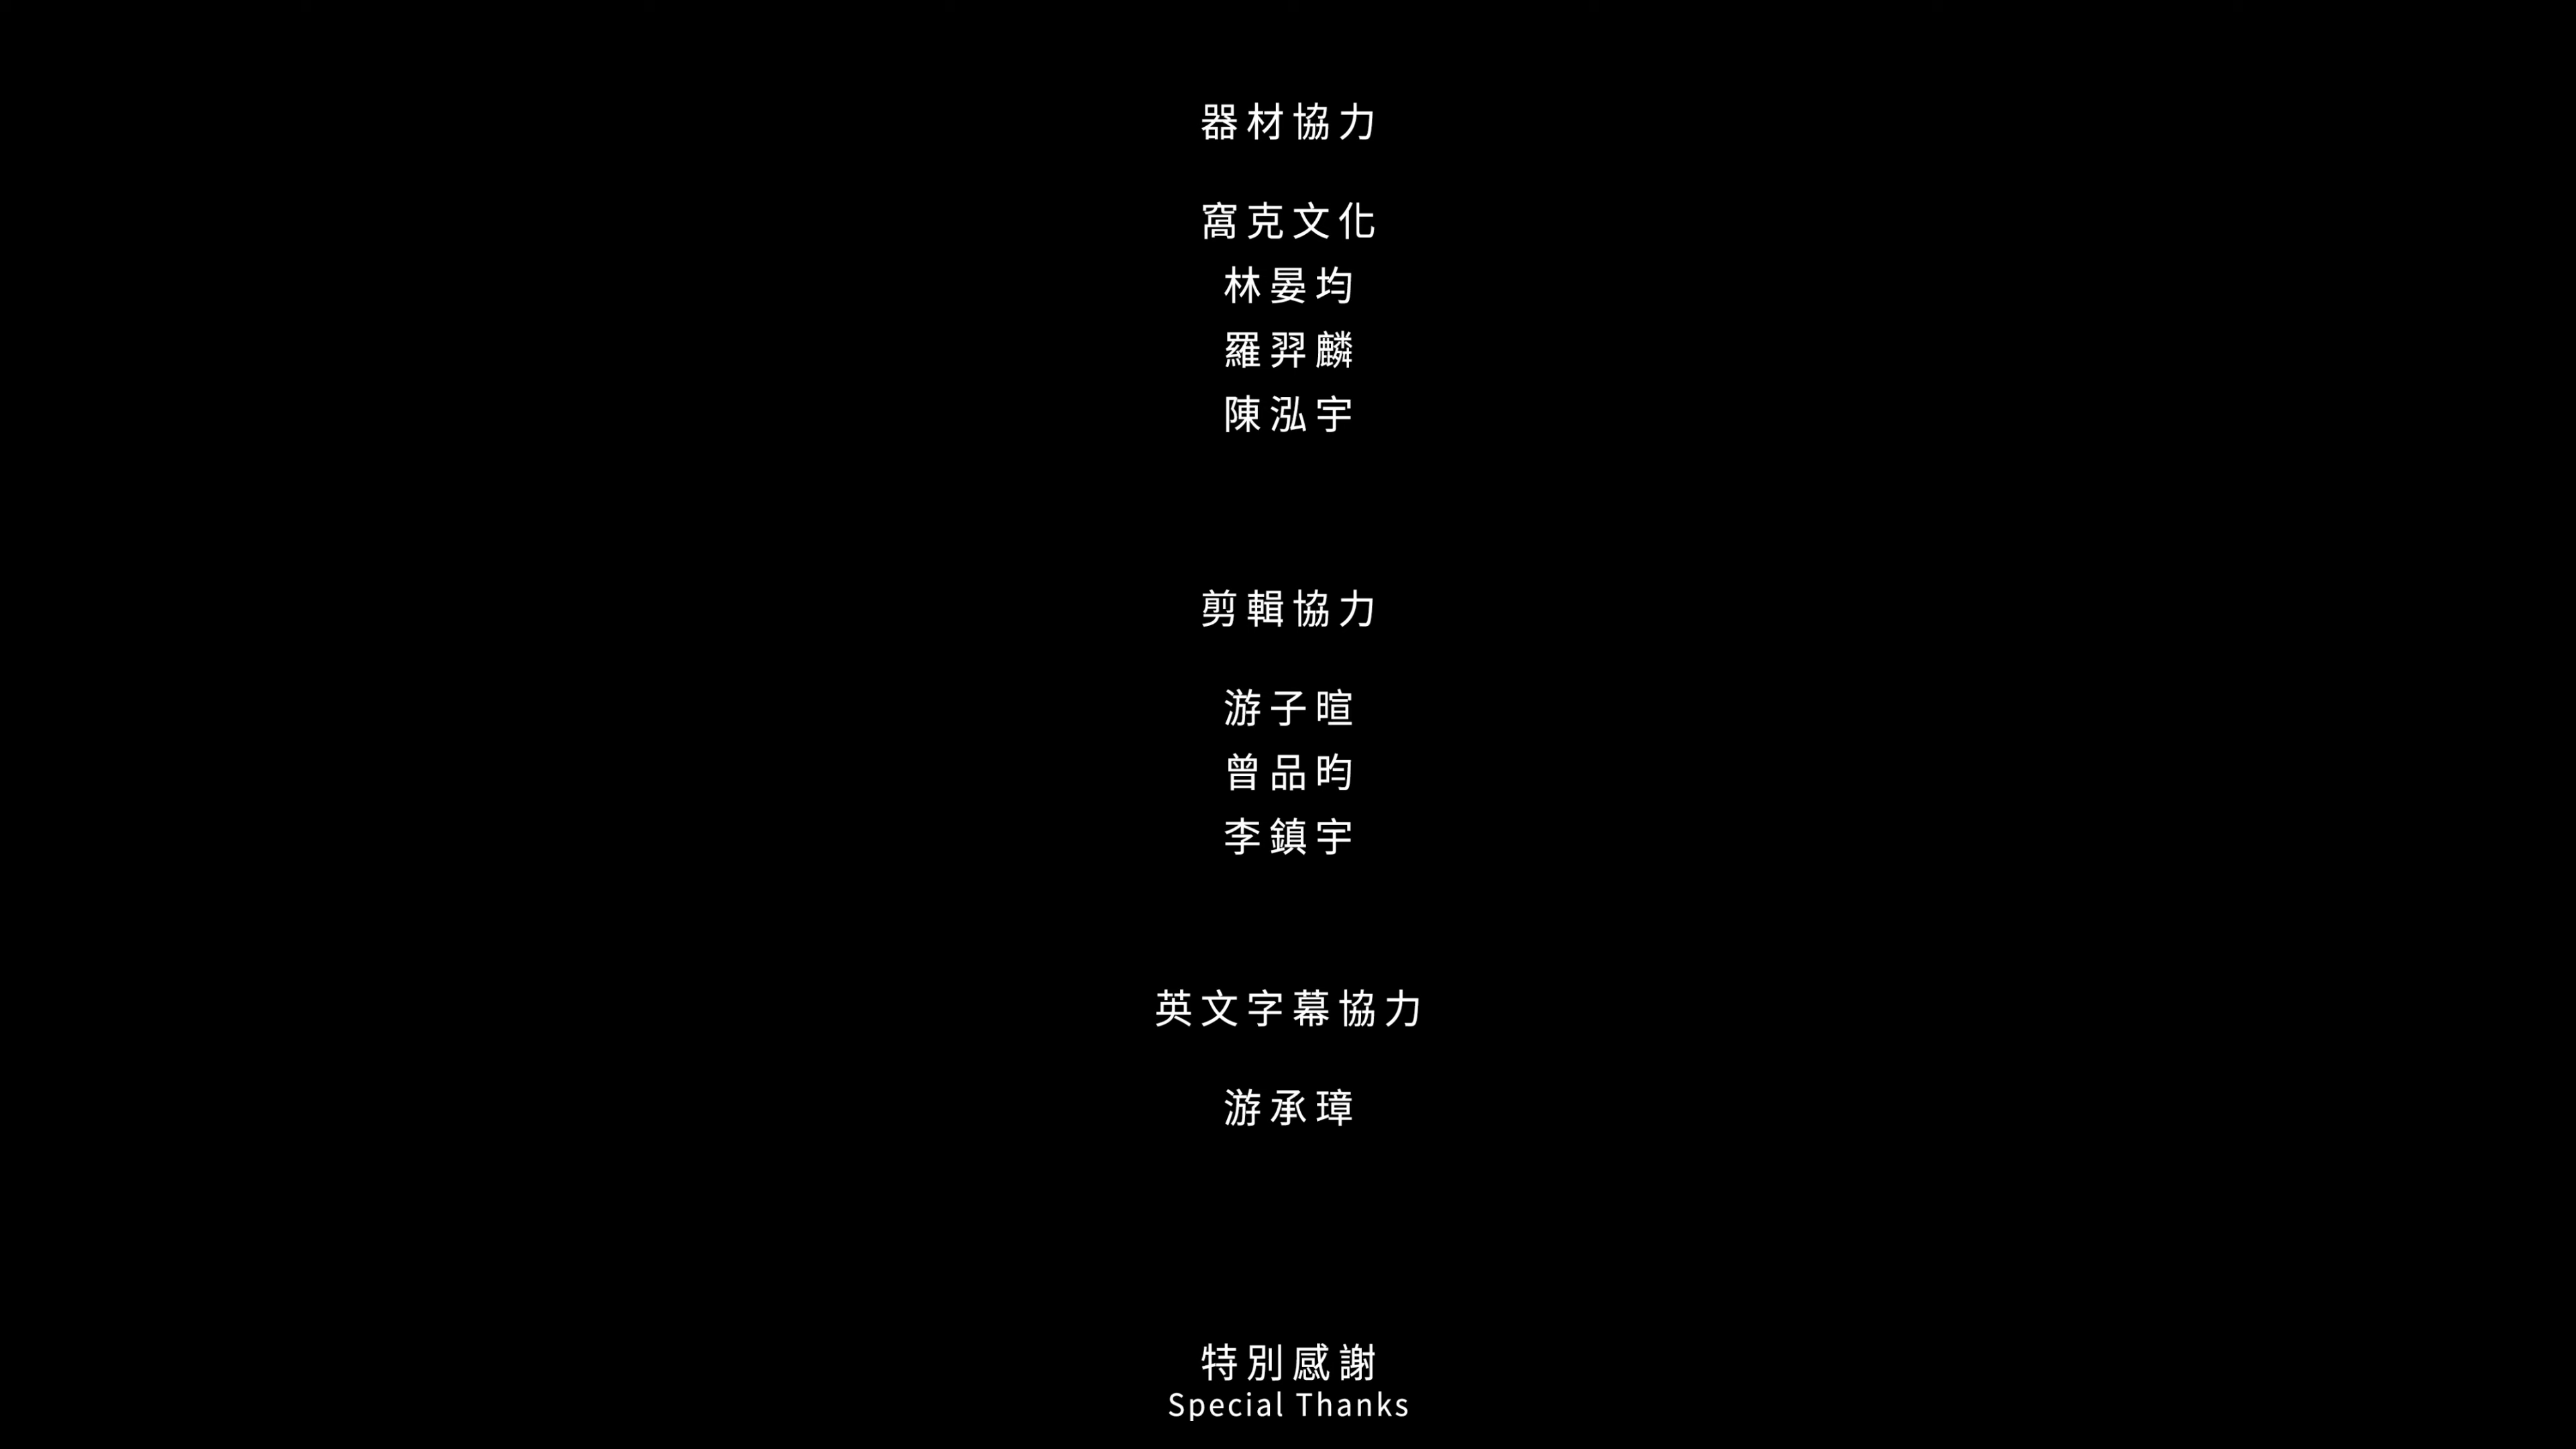 器材協力
窩克文化
林晏均
羅羿麟
陳泓宇
剪輯協力
游子暄
曾品昀
李鎮宇
英文字幕協力
游承璋
特別感謝
Special Thanks